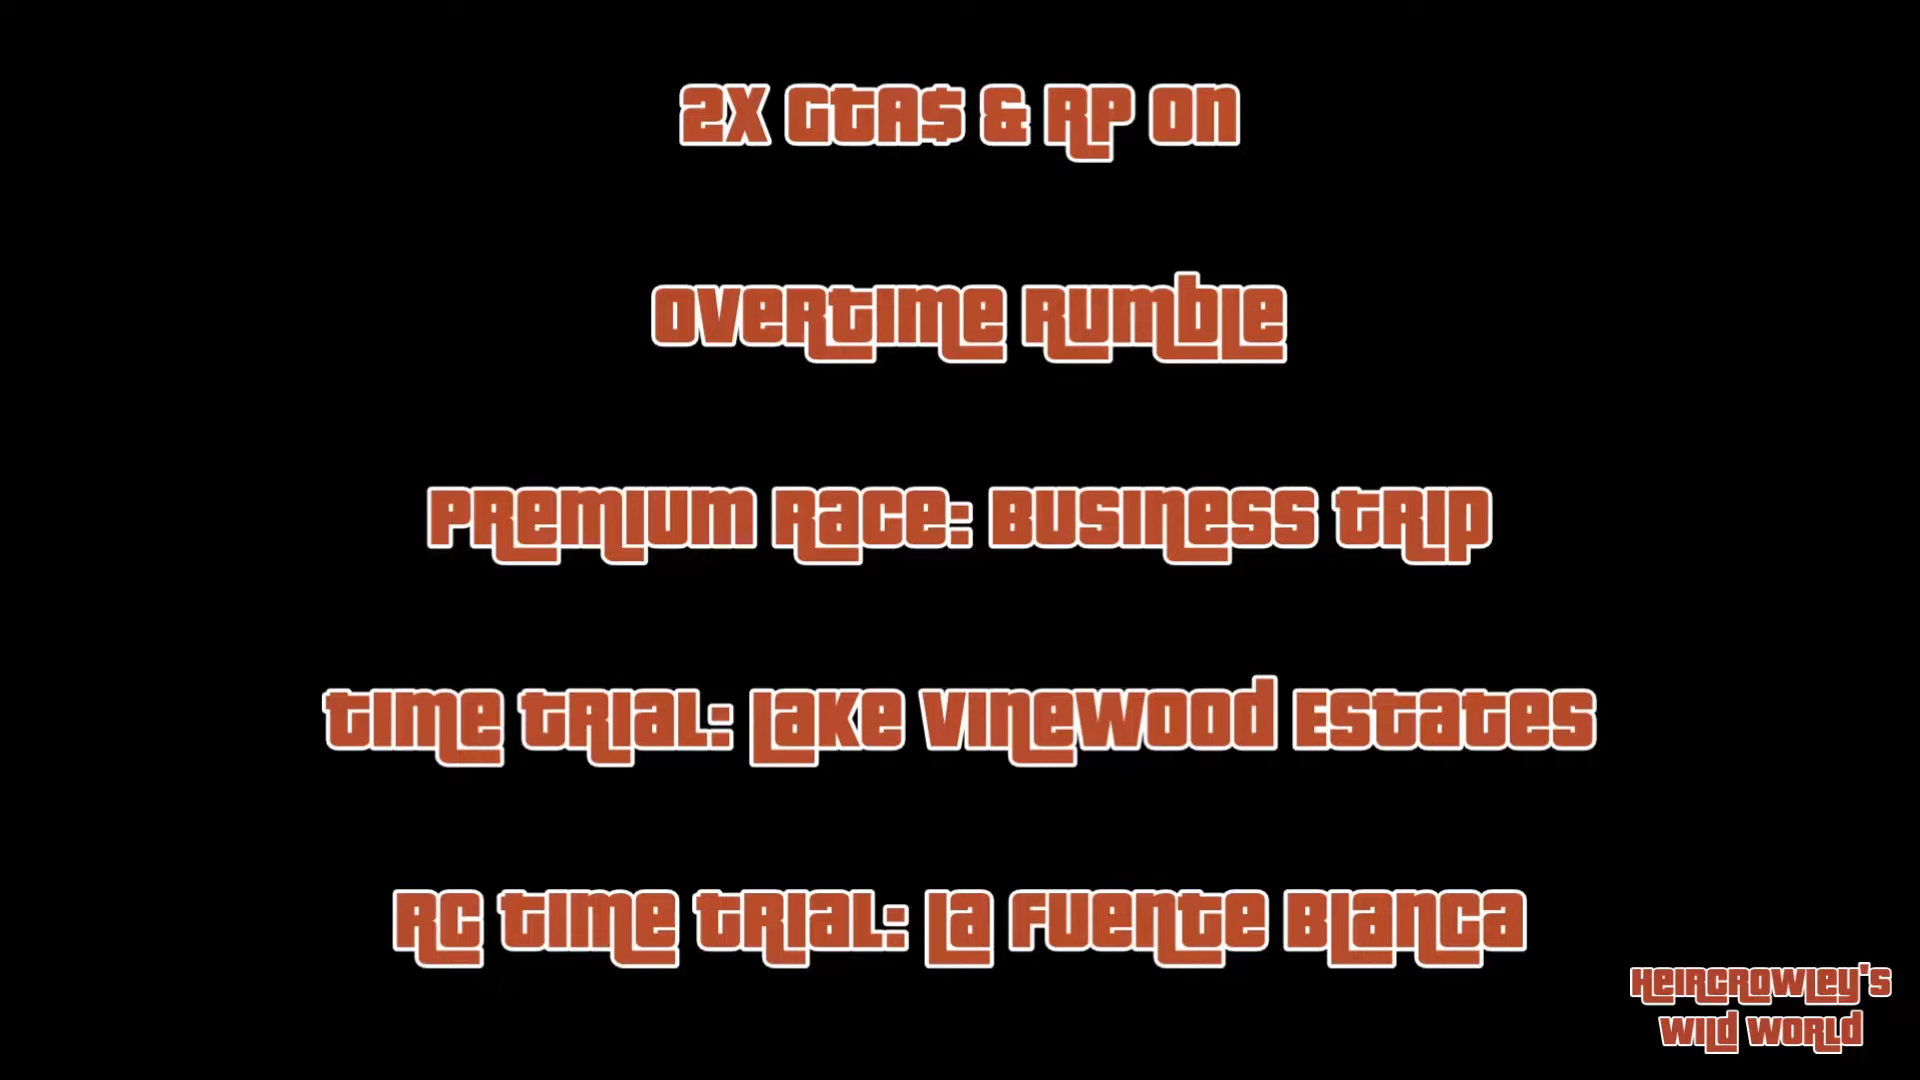 2X GTA$ & RP ON
Overtime Rumble
Premium Race: Business Trip
Time Trial: Lake Vinewood Estates
RC Time Trial: La Fuente Blanca
HeirCrowley's
Wild World